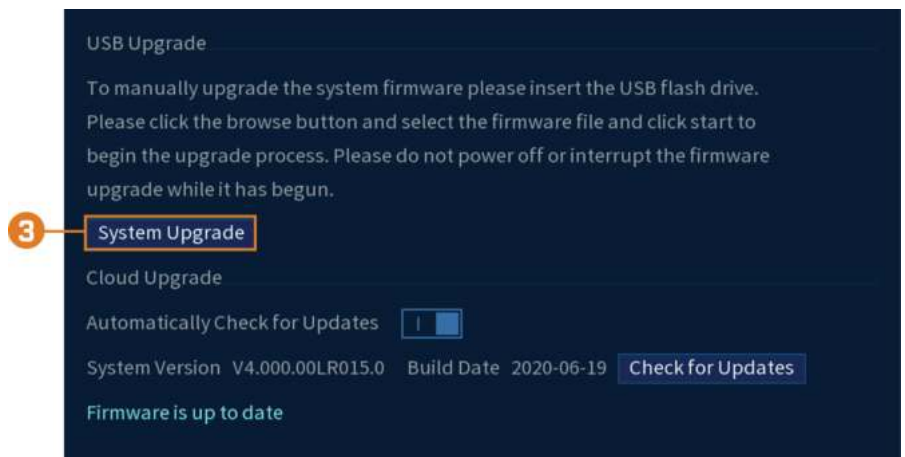 USB Upgrade
To manually upgrade the system firmware please insert the USB flash drive.
Please click the browse button and select the firmware file and click start to
begin the upgrade process. Please do not power off or interrupt the firmware
upgrade while it has begun.
3 System Upgrade
Cloud Upgrade
Automatically Check for Updates
System Version V4.000.00LR015.0 Build Date 2020-06-19 Check for Updates
Firmware is up to date